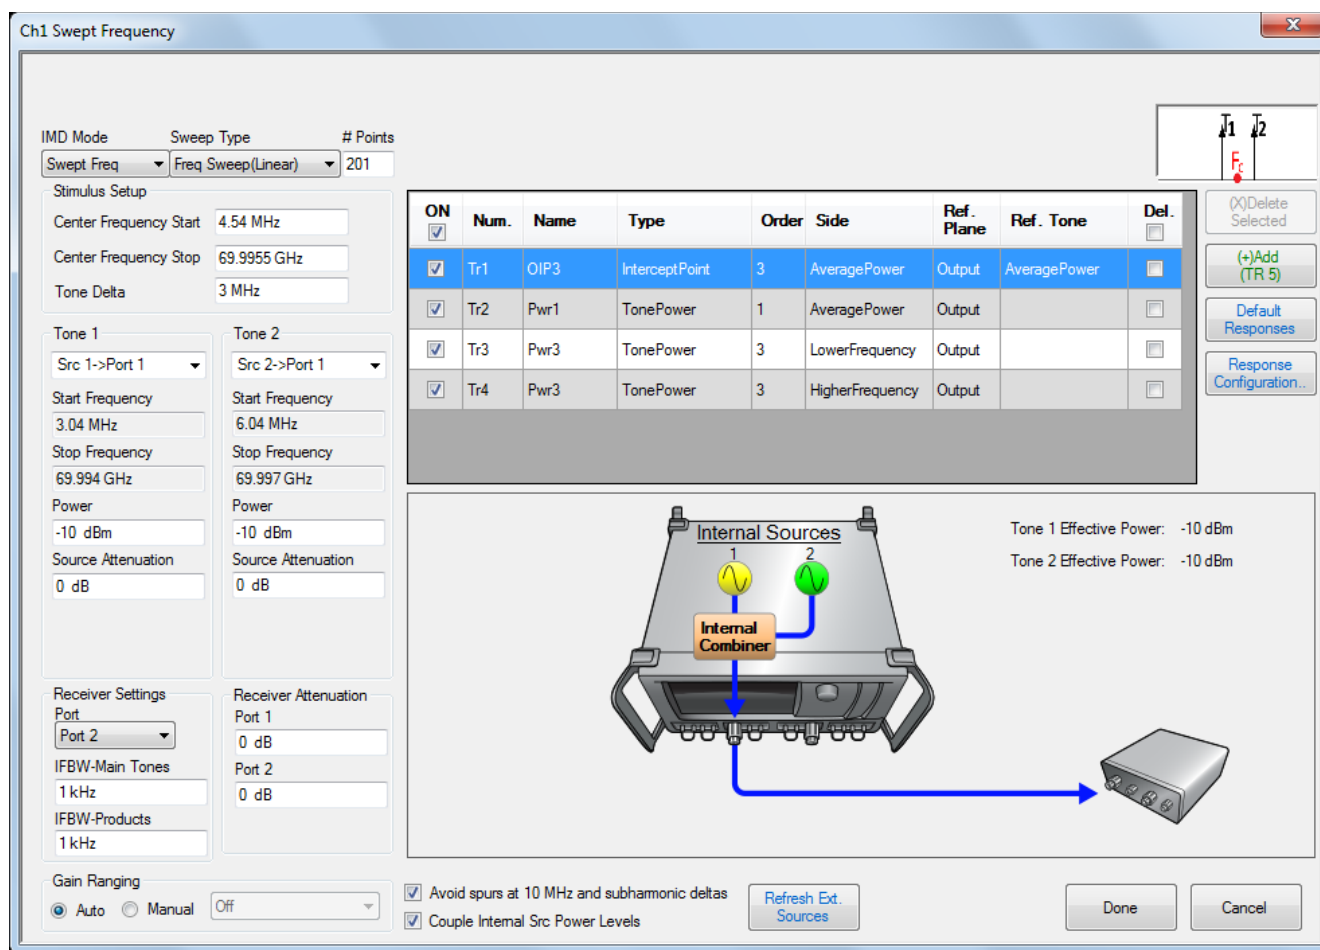 Ch1 Swept Frequency
x
IMD Mode Sweep Type # Points
Swept Freq Freq Sweep(Linear) 201
1 2
Fc
Stimulus Setup
Center Frequency Start 4.54 MHz
Center Frequency Stop 69.9955 GHz
Tone Delta 3 MHz
ON Num. Name Type Order Side Ref. Plane Ref. Tone Del.
Tr1 OIP3 InterceptPoint 3 AveragePower Output AveragePower
Tr2 Pwr1 TonePower 1 AveragePower Output
Tr3 Pwr3 TonePower 3 LowerFrequency Output
Tr4 Pwr3 TonePower 3 HigherFrequency Output
(X)Delete
Selected
(+)Add
(TR 5)
Default
Responses
Response
Configuration..
Tone 1
Src 1->Port 1
Start Frequency
3.04 MHz
Stop Frequency
69.994 GHz
Power
-10 dBm
Source Attenuation
0 dB
Tone 2
Src 2->Port 1
Start Frequency
6.04 MHz
Stop Frequency
69.997 GHz
Power
-10 dBm
Source Attenuation
0 dB
Internal Sources
1 2
Internal
Combiner
Tone 1 Effective Power: -10 dBm
Tone 2 Effective Power: -10 dBm
Receiver Settings
Port
Port 2
IFBW-Main Tones
1 kHz
IFBW-Products
1 kHz
Receiver Attenuation
Port 1
0 dB
Port 2
0 dB
Gain Ranging
Auto Manual Off
Avoid spurs at 10 MHz and subharmonic deltas
Couple Internal Src Power Levels
Refresh Ext.
Sources
Done
Cancel